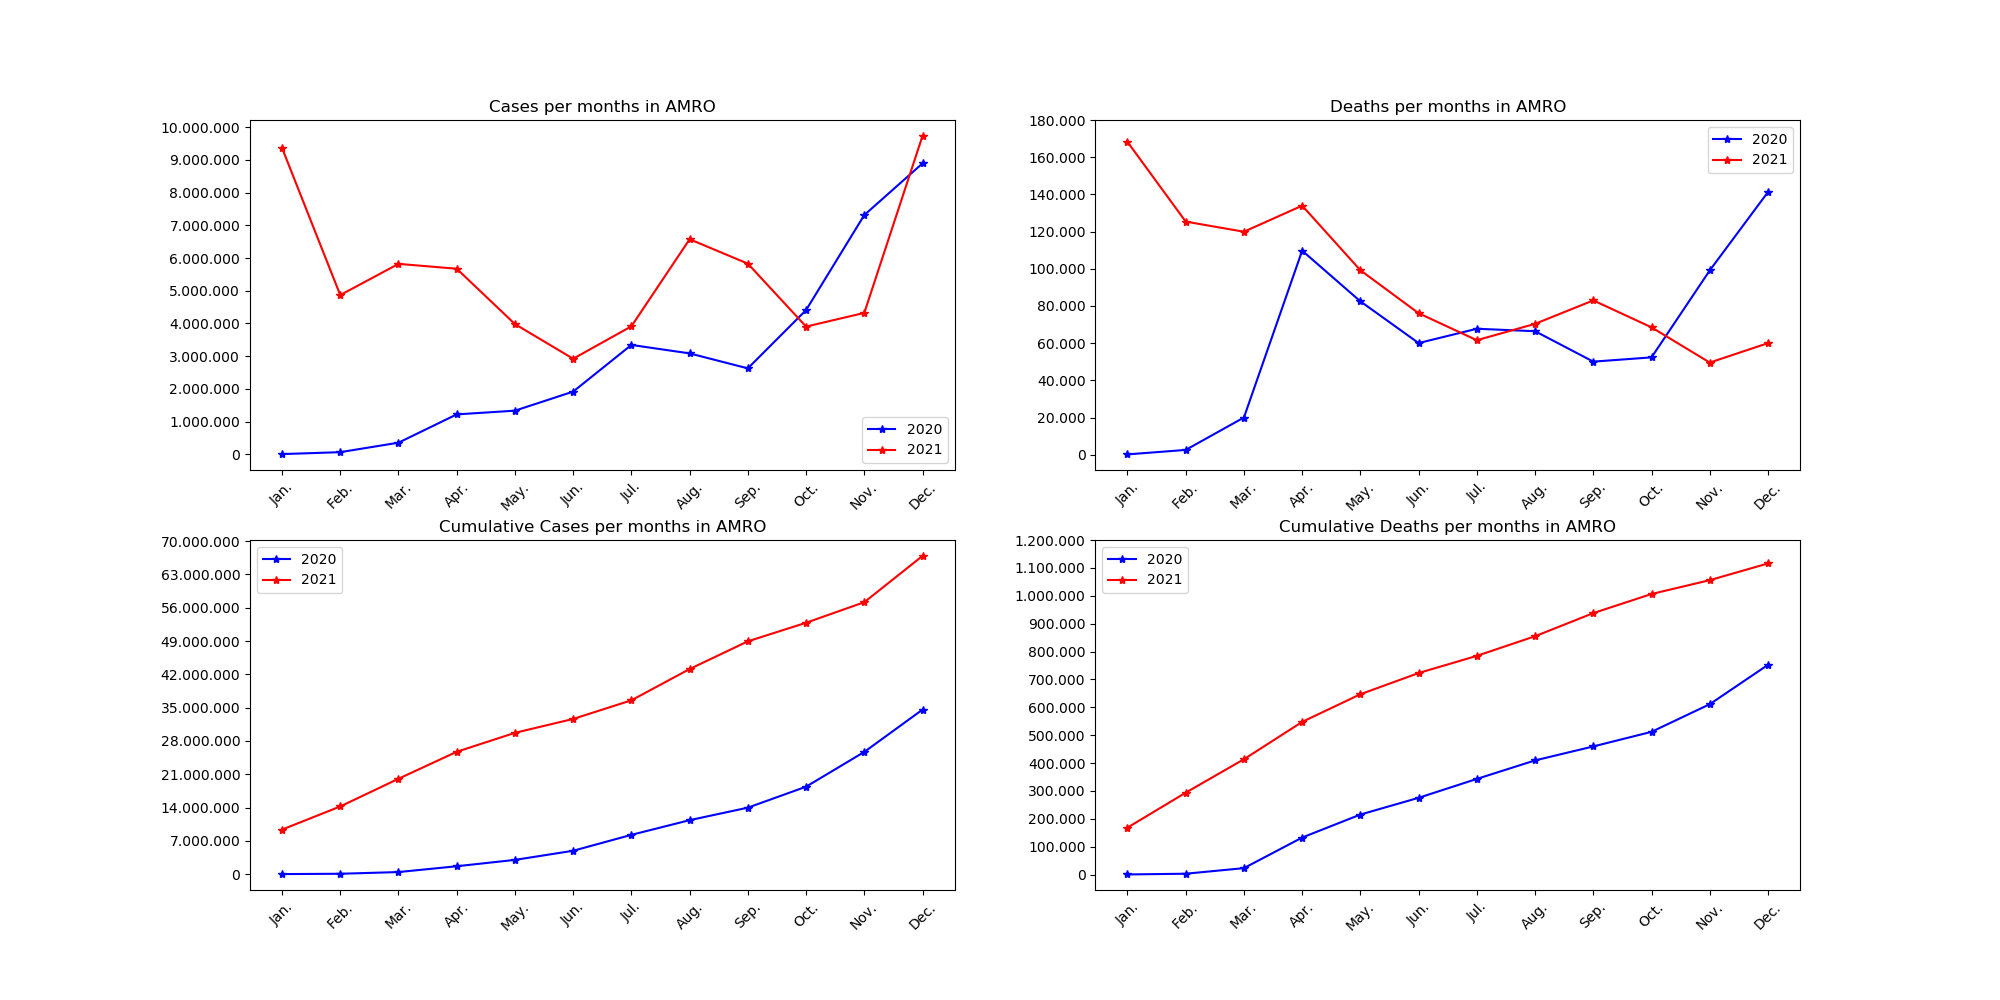 Cases per months in AMRO
10.000.000
9.000.000
8.000.000
7.000.000
6.000.000
5.000.000
4.000.000
3.000.000
2.000.000
1.000.000
0
2020
2021
Jan.
Feb.
Mar.
Apr.
May.
Jun.
Jul.
Aug.
Sep.
Oct.
Nov.
Dec.
Deaths per months in AMRO
180.000
160.000
140.000
120.000
100.000
80.000
60.000
40.000
20.000
0
2020
2021
Jan.
Feb.
Mar.
Apr.
May.
Jun.
Jul.
Aug.
Sep.
Oct.
Nov.
Dec.
Cumulative Cases per months in AMRO
70.000.000
63.000.000
56.000.000
49.000.000
42.000.000
35.000.000
28.000.000
21.000.000
14.000.000
7.000.000
0
2020
2021
Jan.
Feb.
Mar.
Apr.
May.
Jun.
Jul.
Aug.
Sep.
Oct.
Nov.
Dec.
Cumulative Deaths per months in AMRO
1.200.000
1.100.000
1.000.000
900.000
800.000
700.000
600.000
500.000
400.000
300.000
200.000
100.000
0
2020
2021
Jan.
Feb.
Mar.
Apr.
May.
Jun.
Jul.
Aug.
Sep.
Oct.
Nov.
Dec.